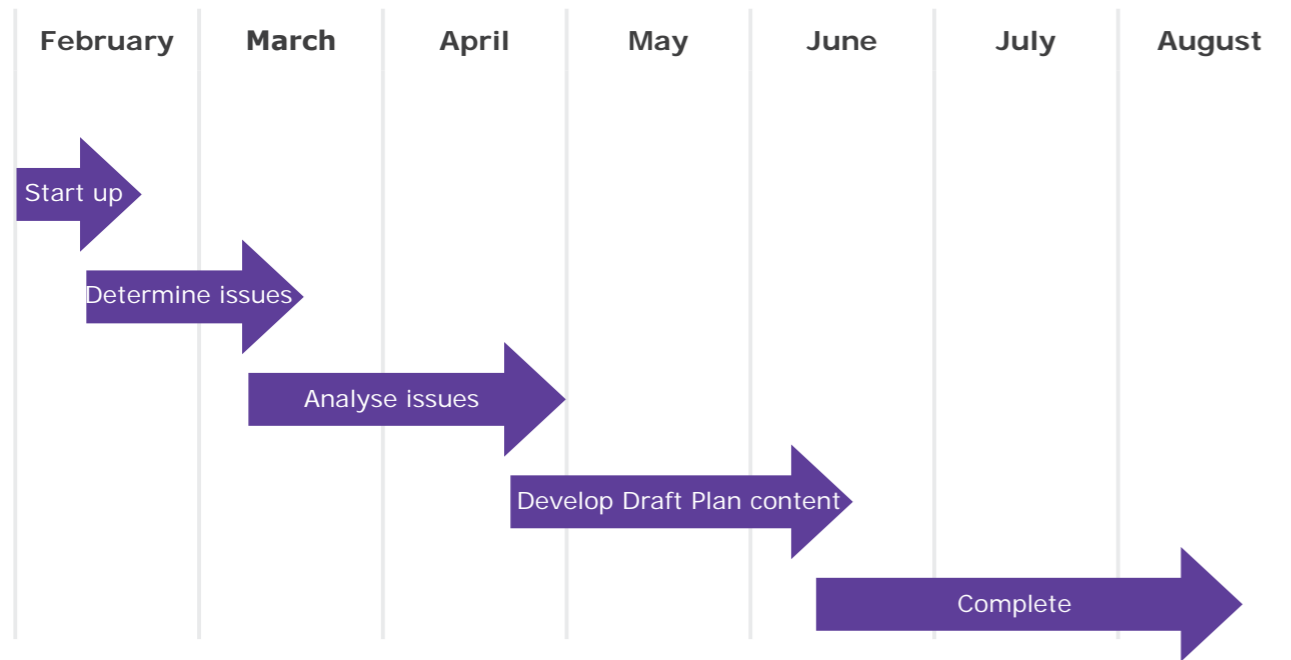 February March April May June July August
Start up
Determine issues
Analyse issues
Develop Draft Plan content
Complete